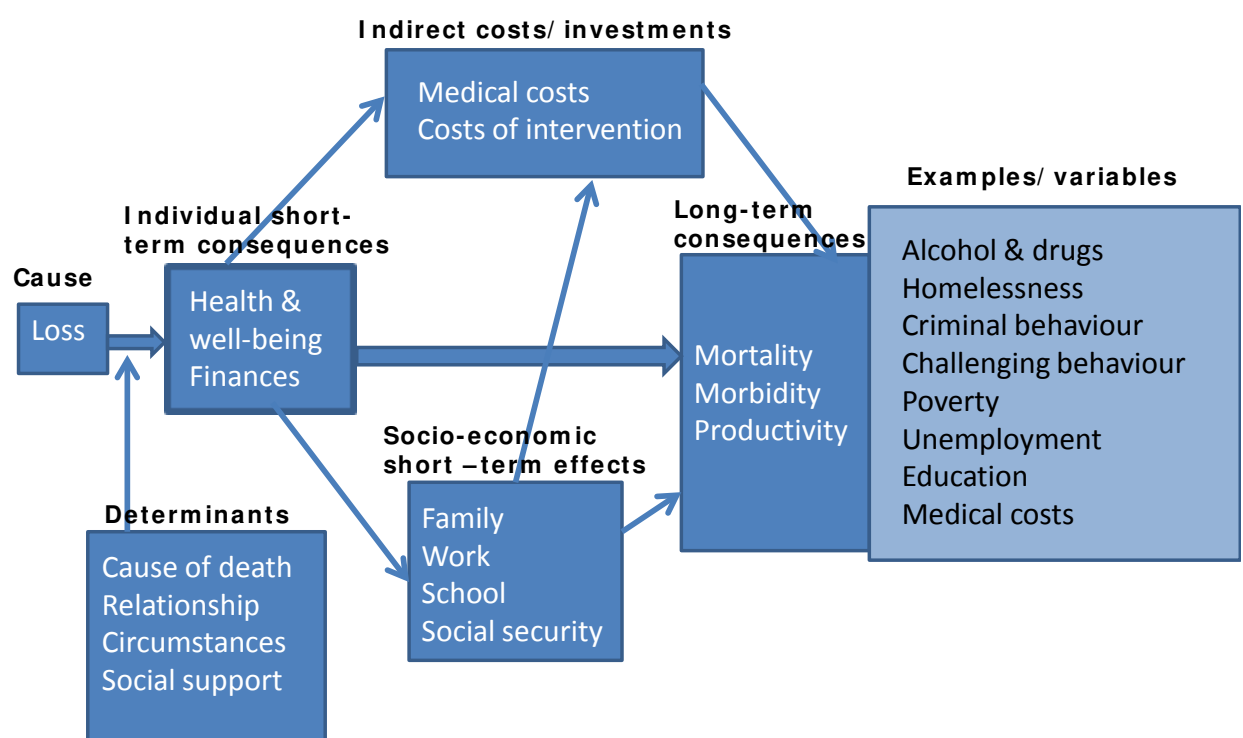 Indirect costs/ investments
Medical costs
Costs of intervention
Examples/ variables
Alcohol & drugs
Homelessness
Criminal behaviour
Challenging behaviour
Poverty
Unemployment
Education
Medical costs
Long-term
consequences
Mortality
Morbidity
Productivity
Individual short-
term consequences
Health &
well-being
Finances
Cause
Loss
Socio-economic
short –term effects
Family
Work
School
Social security
Determinants
Cause of death
Relationship
Circumstances
Social support